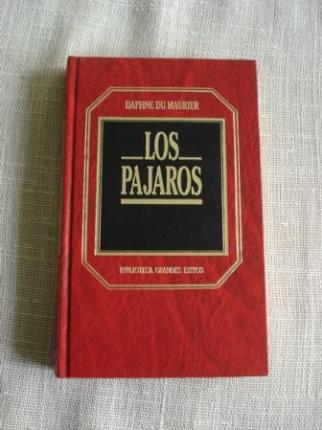 DAPHNE DU MAURIER
LOS
PAJAROS
BIBLIOTECA GRANDES EXITOS